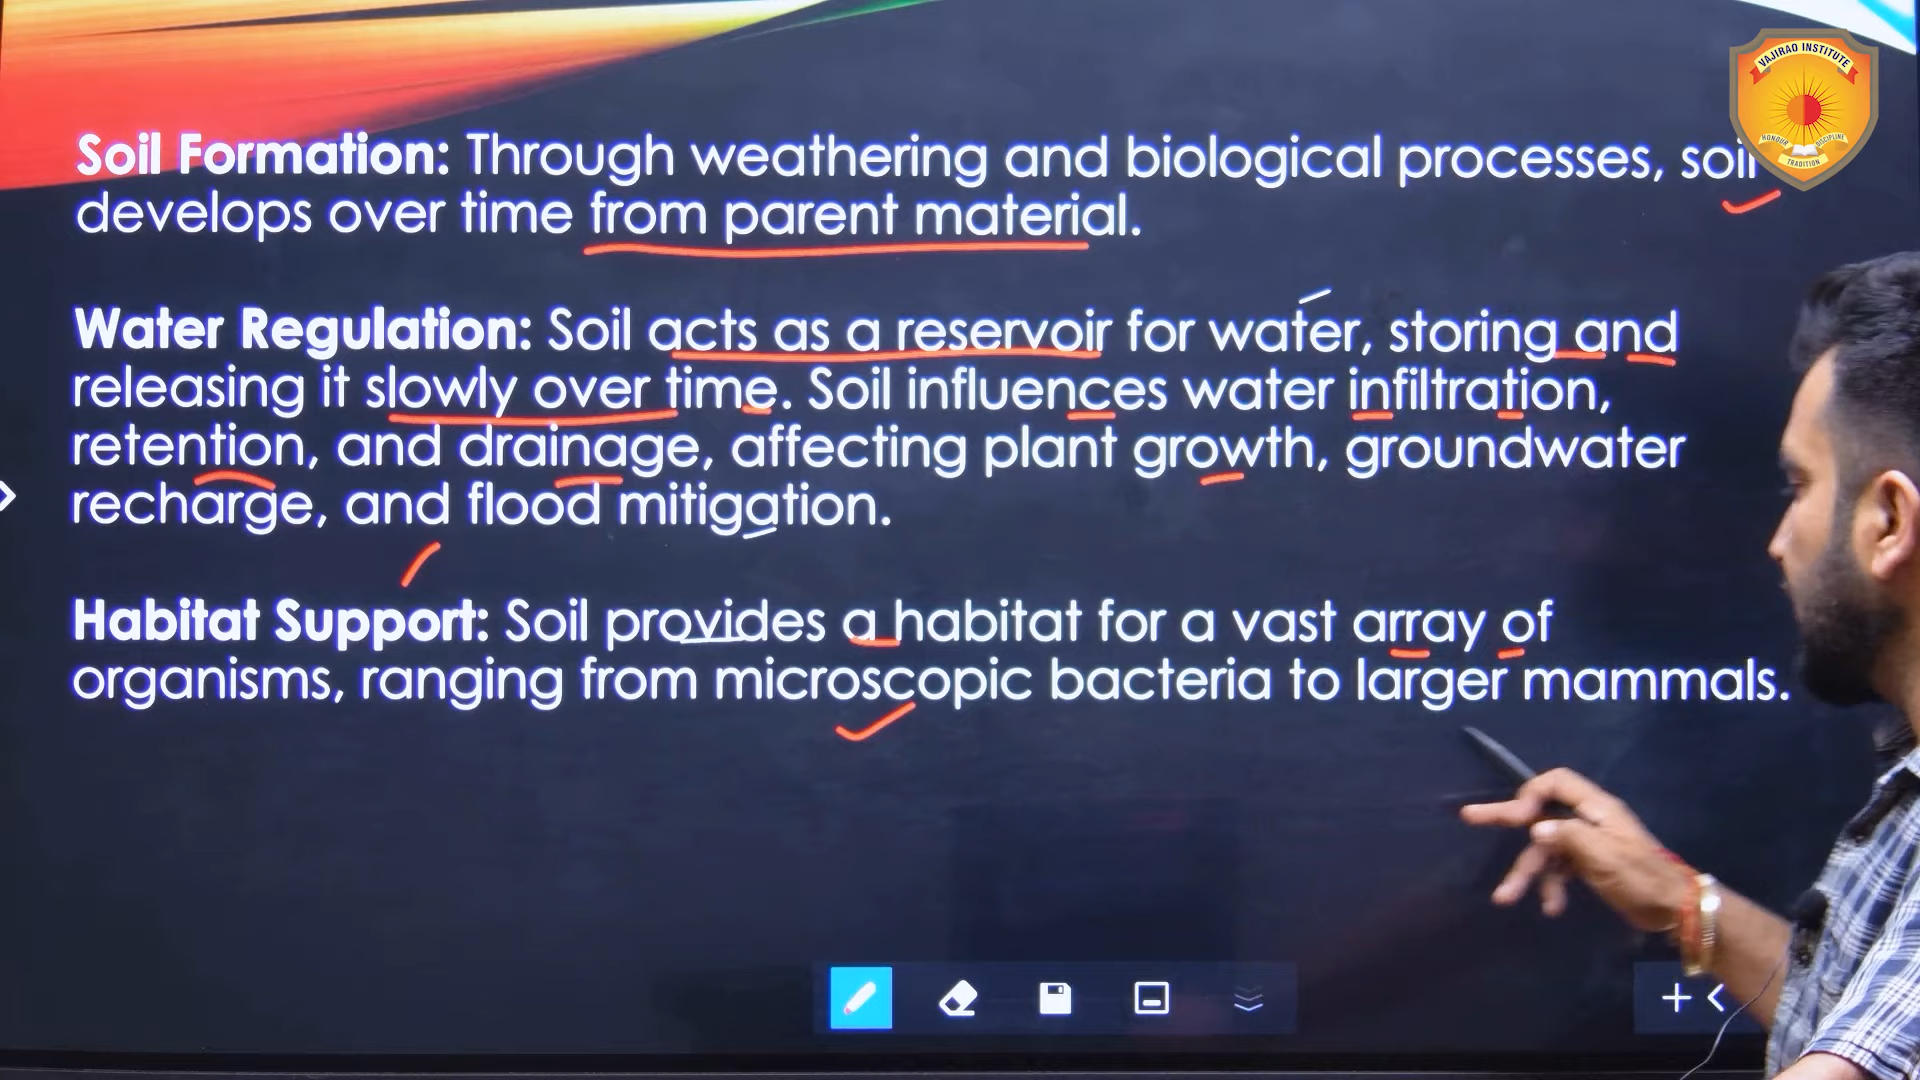 VAJIRAO INSTITUTE
HONOUR DISCIPLINE
TRADITION
Soil Formation: Through weathering and biological processes, soil
develops over time from parent material.
Water Regulation: Soil acts as a reservoir for water, storing and
releasing it slowly over time. Soil influences water infiltration,
retention, and drainage, affecting plant growth, groundwater
recharge, and flood mitigation.
Habitat Support: Soil provides a habitat for a vast array of
organisms, ranging from microscopic bacteria to larger mammals.